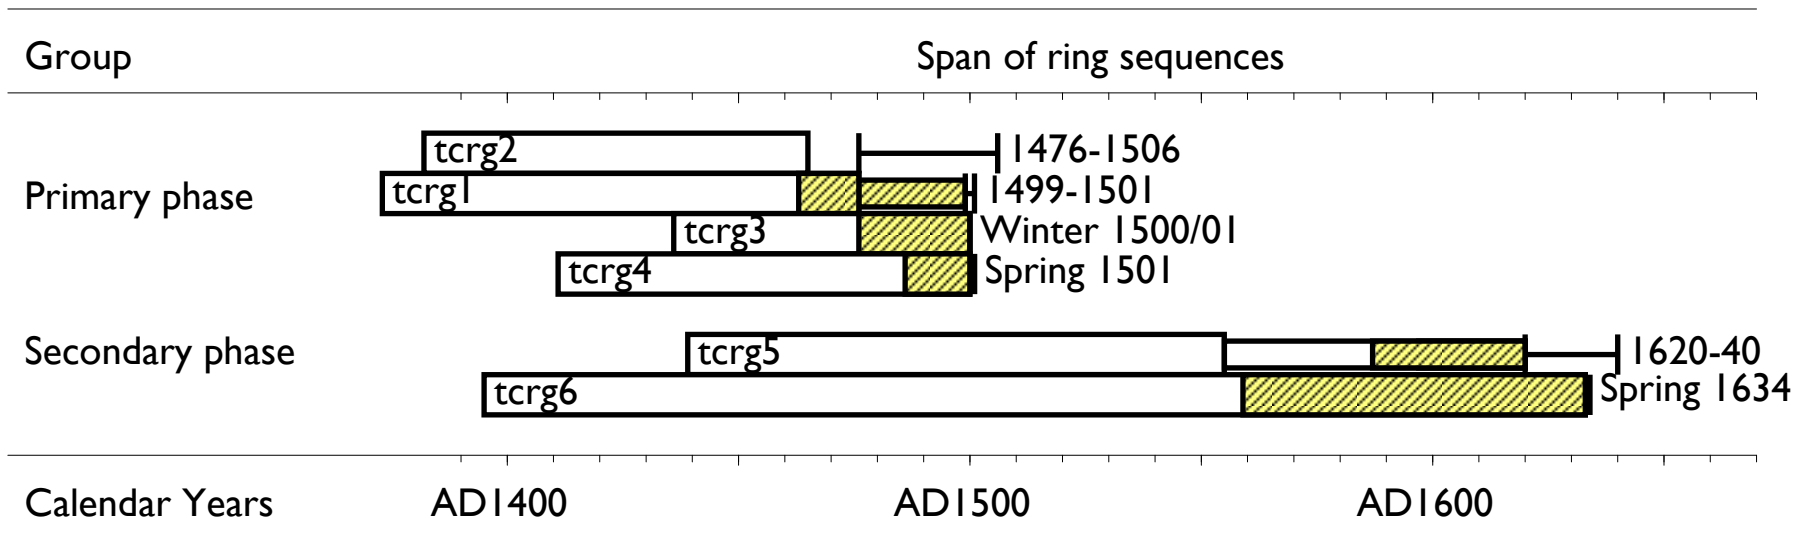 Group Span of ring sequences
tcrg2 1476-1506
Primary phase tcrg1 1499-1501
tcrg3 Winter 1500/01
tcrg4 Spring 1501
Secondary phase tcrg5 1620-40
tcrg6 Spring 1634
Calendar Years AD1400 AD1500 AD1600